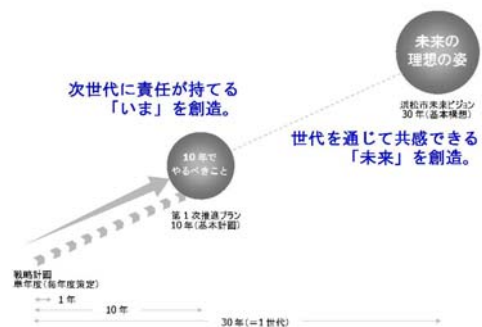 未来の
理想の姿
浜松市未来ビジョン
30年(基本構想)
次世代に責任が持てる
「いま」を創造。
世代を通じて共感できる
「未来」を創造。
10年で
やるべきこと
第1次推進プラン
10年(基本計画)
戦略計画
単年度(毎年度策定)
1年
10年
30年(=1世代)